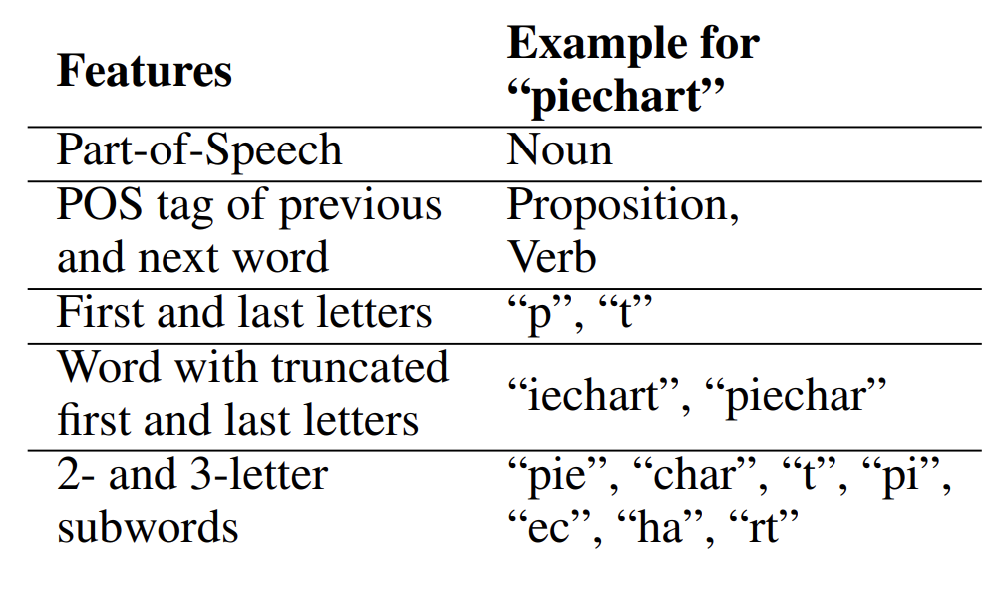 Features
Example for
“piechart”
Part-of-Speech
Noun
POS tag of previous
and next word
Proposition,
Verb
First and last letters
“p”, “t”
Word with truncated
first and last letters
“iechart”, “piechar”
2- and 3-letter
subwords
“pie”, “char”, “t”, “pi”,
“ec”, “ha”, “rt”